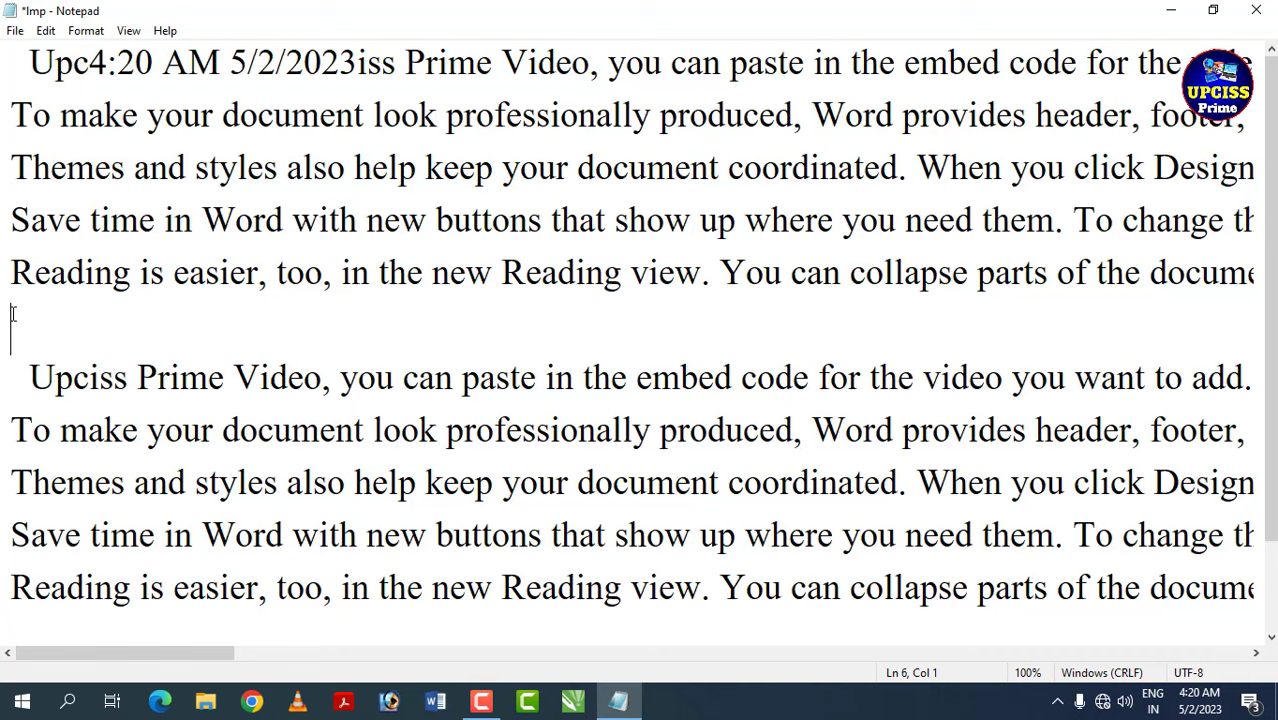 *Imp - Notepad
File Edit Format View Help
Upc4:20 AM 5/2/2023iss Prime Video, you can paste in the embed code for the
To make your document look professionally produced, Word provides header, footer,
Themes and styles also help keep your document coordinated. When you click Design
Save time in Word with new buttons that show up where you need them. To change th
Reading is easier, too, in the new Reading view. You can collapse parts of the docume
UPCISS
Prime
Upciss Prime Video, you can paste in the embed code for the video you want to add.
To make your document look professionally produced, Word provides header, footer,
Themes and styles also help keep your document coordinated. When you click Design
Save time in Word with new buttons that show up where you need them. To change th
Reading is easier, too, in the new Reading view. You can collapse parts of the docume
Ln 6, Col 1 100% Windows (CRLF) UTF-8
ENG 4:20 AM
IN 5/2/2023 3